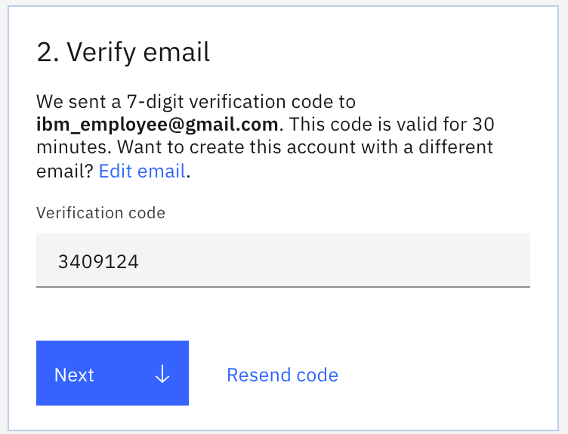 2. Verify email
We sent a 7-digit verification code to
ibm_employee@gmail.com. This code is valid for 30
minutes. Want to create this account with a different
email? Edit email.
Verification code
3409124
Next
Resend code